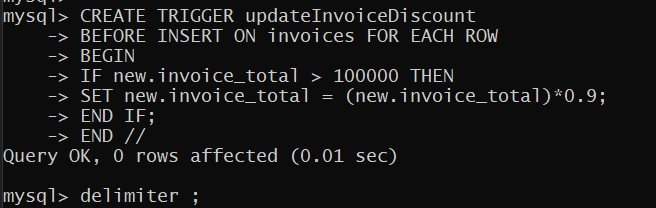 mysql>
mysql> CREATE TRIGGER updateInvoiceDiscount
    -> BEFORE INSERT ON invoices FOR EACH ROW
    -> BEGIN
    -> IF new.invoice_total > 100000 THEN
    -> SET new.invoice_total = (new.invoice_total)*0.9;
    -> END IF;
    -> END //
Query OK, 0 rows affected (0.01 sec)
mysql> delimiter ;